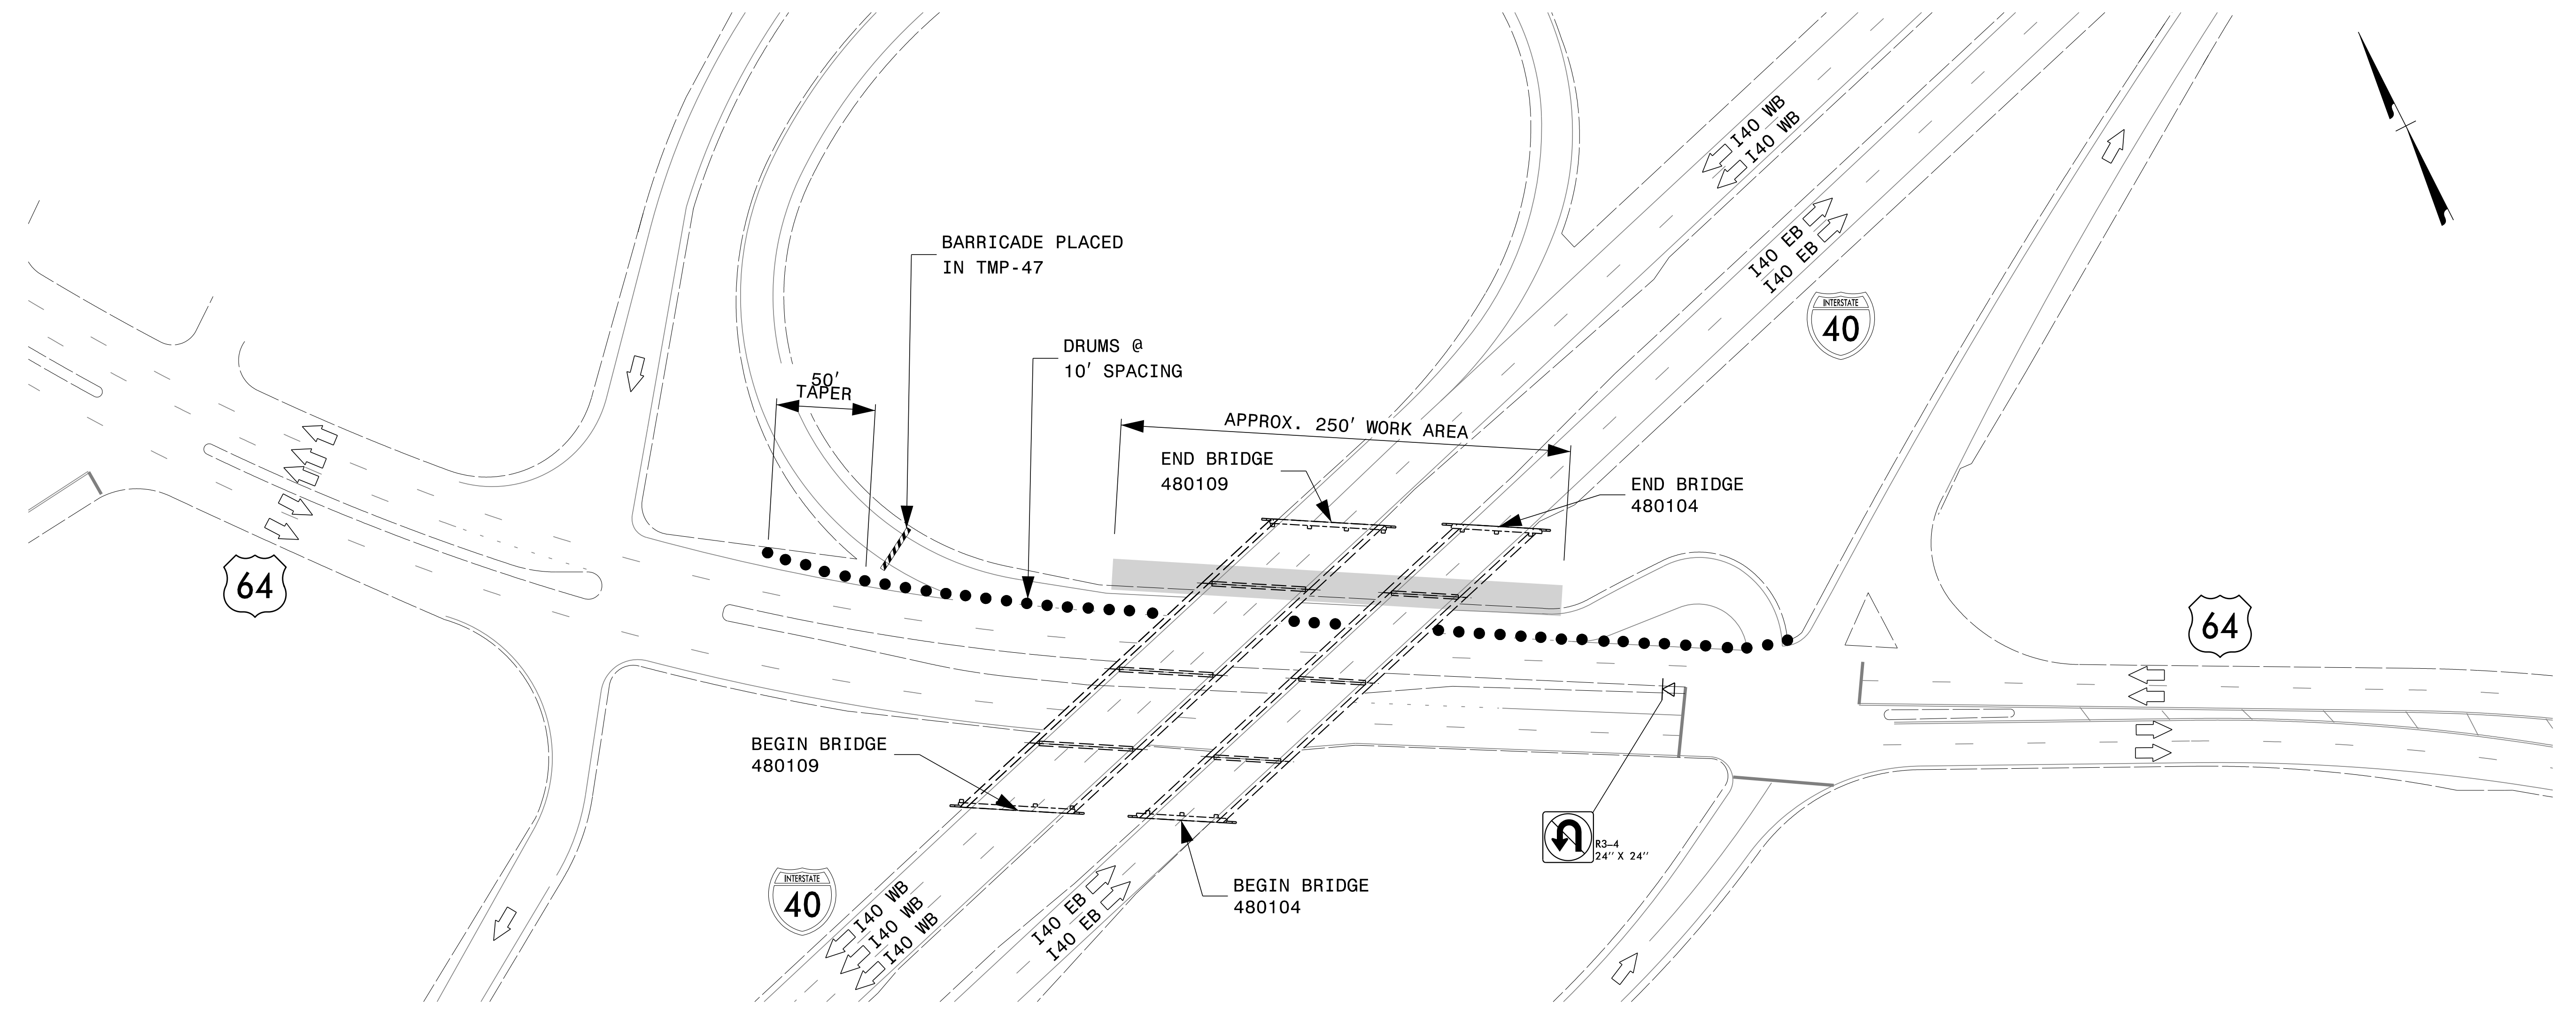 I40 WB
I40 WB
BARRICADE PLACED
IN TMP-47
I40 EB
I40 EB
INTERSTATE
40
DRUMS @
10' SPACING
50'
TAPER
APPROX. 250' WORK AREA
END BRIDGE
480109
END BRIDGE
480104
64
64
BEGIN BRIDGE
480109
R3-4
24" X 24"
INTERSTATE
40
I40 WB
I40 WB
I40 WB
I40 EB
I40 EB
BEGIN BRIDGE
480104